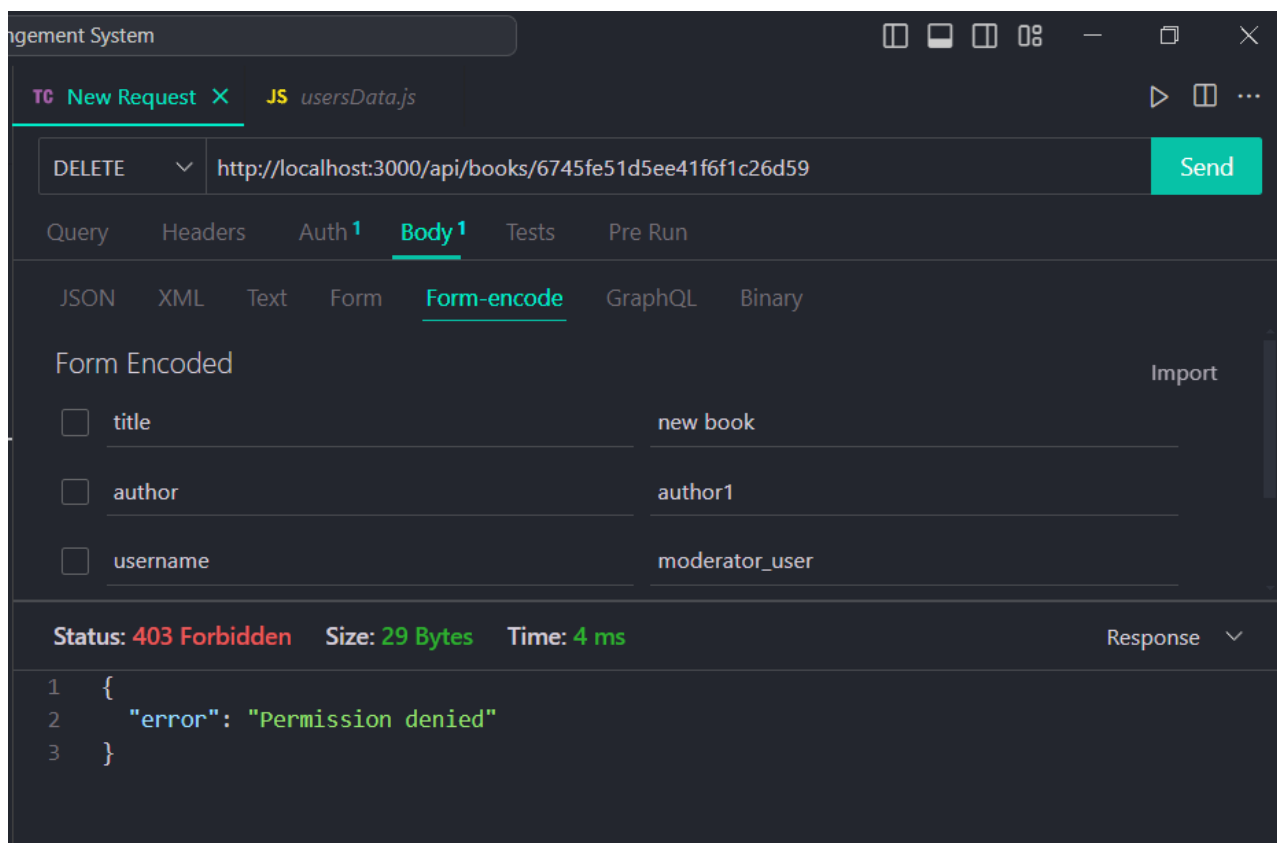 ngement System
TC New Request JS usersData.js
DELETE http://localhost:3000/api/books/6745fe51d5ee41f6f1c26d59 Send
Query Headers Auth 1 Body 1 Tests Pre Run
JSON XML Text Form Form-encode GraphQL Binary
Form Encoded
Import
title new book
author author1
username moderator_user
Status: 403 Forbidden Size: 29 Bytes Time: 4 ms Response
1 {
2 "error": "Permission denied"
3 }